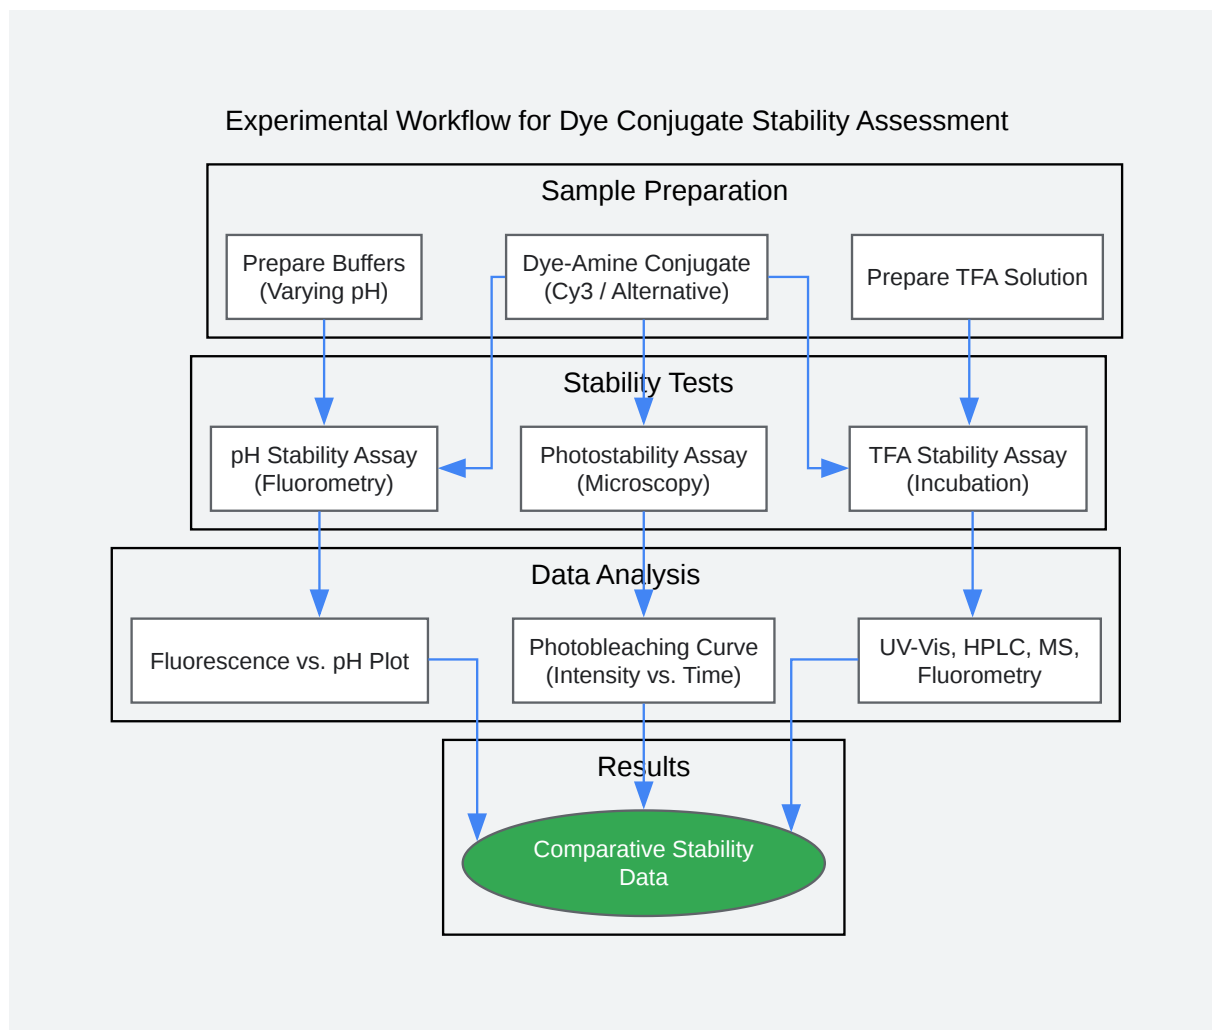 Experimental Workflow for Dye Conjugate Stability Assessment
Sample Preparation
Prepare Buffers
(Varying pH)
Dye-Amine Conjugate
(Cy3 / Alternative)
Prepare TFA Solution
Stability Tests
pH Stability Assay
(Fluorometry)
Photostability Assay
(Microscopy)
TFA Stability Assay
(Incubation)
Data Analysis
Fluorescence vs. pH Plot
Photobleaching Curve
(Intensity vs. Time)
UV-Vis, HPLC, MS,
Fluorometry
Results
Comparative Stability
Data